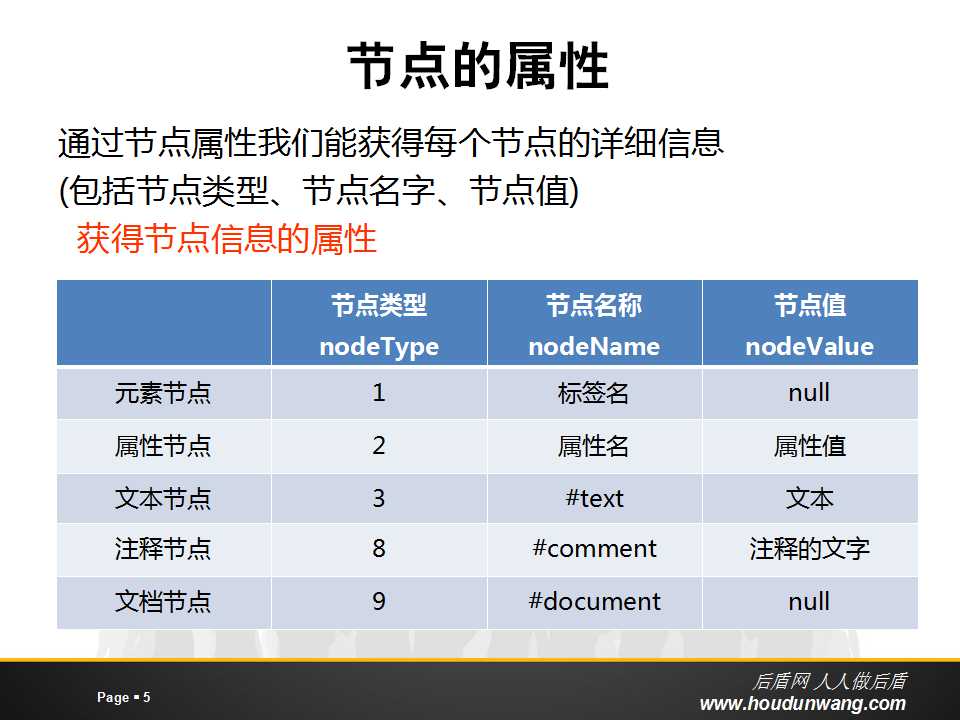 节点的属性
通过节点属性我们能获得每个节点的详细信息
(包括节点类型、节点名字、节点值)
获得节点信息的属性
节点类型 节点名称 节点值
nodeType nodeName nodeValue
元素节点 1 标签名 null
属性节点 2 属性名 属性值
文本节点 3 #text 文本
注释节点 8 #comment 注释的文字
文档节点 9 #document null
后盾网 人人做后盾
Page ▪ 5
www.houdunwang.com